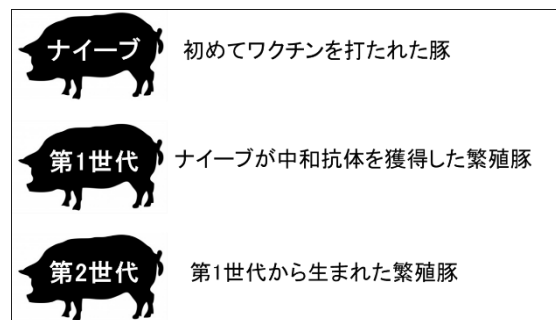 ナイーブ 初めてワクチンを打たれた豚
第1世代 ナイーブが中和抗体を獲得した繁殖豚
第2世代 第1世代から生まれた繁殖豚